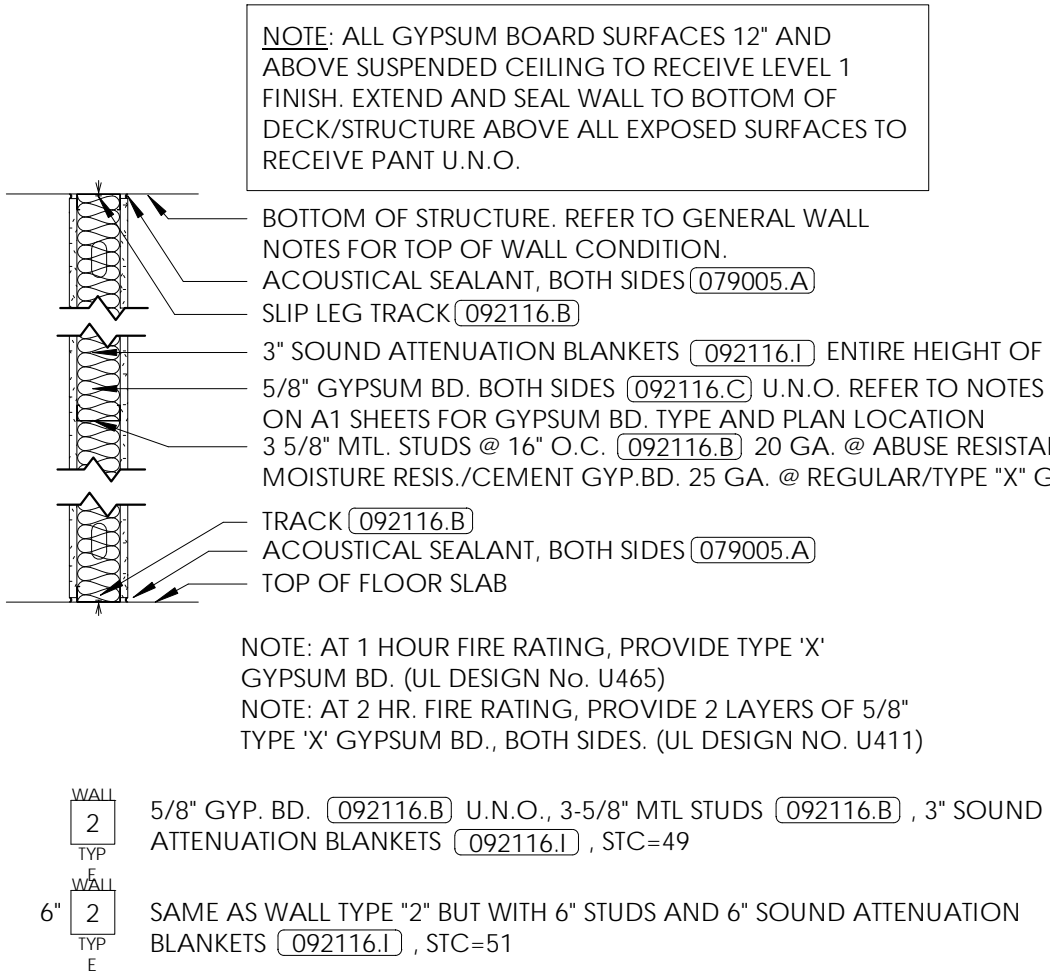 NOTE: ALL GYPSUM BOARD SURFACES 12" AND
ABOVE SUSPENDED CEILING TO RECEIVE LEVEL 1
FINISH. EXTEND AND SEAL WALL TO BOTTOM OF
DECK/STRUCTURE ABOVE ALL EXPOSED SURFACES TO
RECEIVE PANT U.N.O.
BOTTOM OF STRUCTURE. REFER TO GENERAL WALL
NOTES FOR TOP OF WALL CONDITION.
ACOUSTICAL SEALANT, BOTH SIDES 079005.A
SLIP LEG TRACK 092116.B
3" SOUND ATTENUATION BLANKETS 092116.I ENTIRE HEIGHT OF
5/8" GYPSUM BD. BOTH SIDES 092116.C U.N.O. REFER TO NOTES
ON A1 SHEETS FOR GYPSUM BD. TYPE AND PLAN LOCATION
3 5/8" MTL. STUDS @ 16" O.C. 092116.B 20 GA. @ ABUSE RESISTA
MOISTURE RESIS./CEMENT GYP.BD. 25 GA. @ REGULAR/TYPE "X" G
TRACK 092116.B
ACOUSTICAL SEALANT, BOTH SIDES 079005.A
TOP OF FLOOR SLAB
NOTE: AT 1 HOUR FIRE RATING, PROVIDE TYPE 'X'
GYPSUM BD. (UL DESIGN No. U465)
NOTE: AT 2 HR. FIRE RATING, PROVIDE 2 LAYERS OF 5/8"
TYPE 'X' GYPSUM BD., BOTH SIDES. (UL DESIGN NO. U411)
WALL
2
TYP
E
5/8" GYP. BD. 092116.B U.N.O., 3-5/8" MTL STUDS 092116.B , 3" SOUND
ATTENUATION BLANKETS 092116.I , STC=49
WALL
6" 2
TYP
E
SAME AS WALL TYPE "2" BUT WITH 6" STUDS AND 6" SOUND ATTENUATION
BLANKETS 092116.I , STC=51